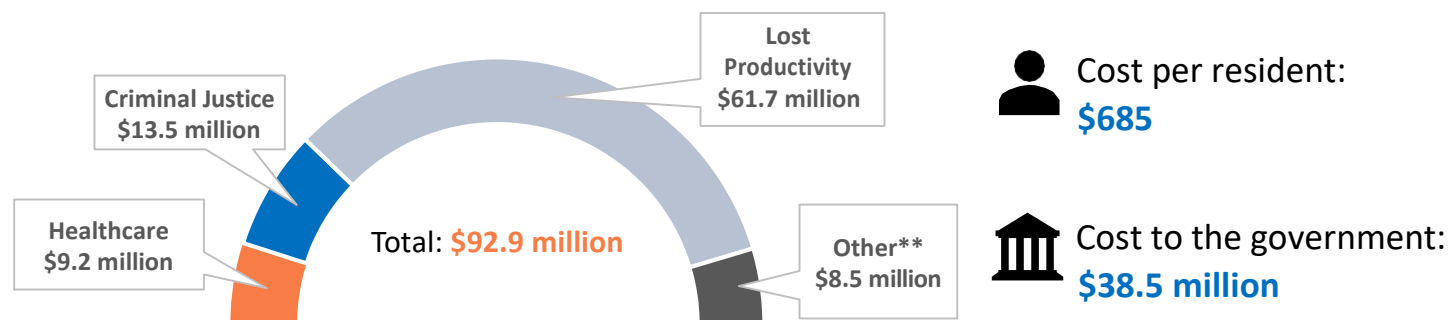 Lost
Productivity
$61.7 million
Criminal Justice
$13.5 million
Healthcare
$9.2 million
Total: $92.9 million
Other**
$8.5 million
Cost per resident:
$685
Cost to the government:
$38.5 million